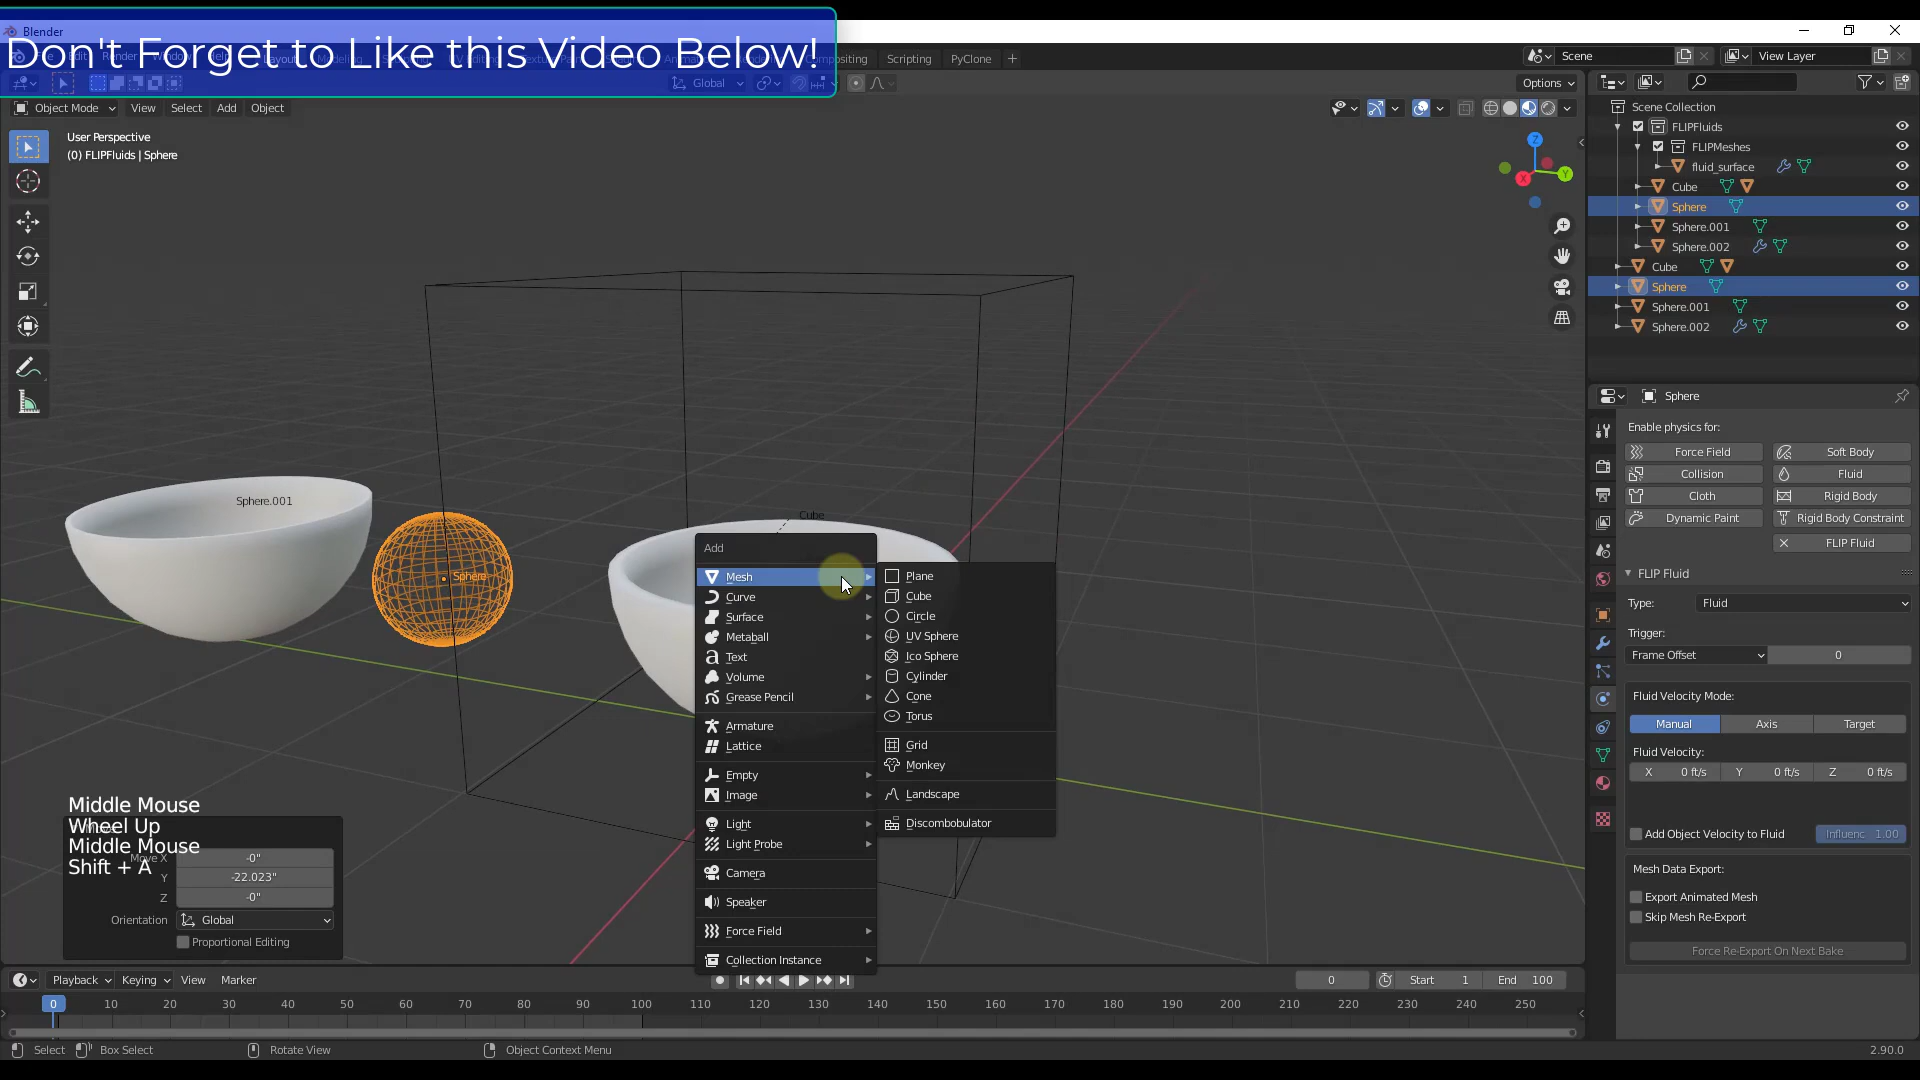 Blender
Don't Forget to Like this Video Below!
Compositing Scripting PyClone +
Scene
View Layer
Global
Options
Object Mode View Select Add Object
User Perspective
(0) FLIPFluids | Sphere
Z
Y
X
Scene Collection
FLIPFluids
FLIPMeshes
fluid_surface
Cube
Sphere
Sphere.001
Sphere.002
Cube
Sphere
Sphere.001
Sphere.002
Sphere.001
Sphere
Cube
Add
Mesh
Curve
Surface
Metaball
Text
Volume
Grease Pencil
Armature
Lattice
Empty
Image
Light
Light Probe
Camera
Speaker
Force Field
Collection Instance
Plane
Cube
Circle
UV Sphere
Ico Sphere
Cylinder
Cone
Torus
Grid
Monkey
Landscape
Discombobulator
Sphere
Enable physics for:
Force Field Soft Body
Collision Fluid
Cloth Rigid Body
Dynamic Paint Rigid Body Constraint
FLIP Fluid
FLIP Fluid
Type: Fluid
Trigger:
Frame Offset 0
Fluid Velocity Mode:
Manual Axis Target
Fluid Velocity:
X 0 ft/s Y 0 ft/s Z 0 ft/s
Add Object Velocity to Fluid Influenc 1.00
Mesh Data Export:
Export Animated Mesh
Skip Mesh Re-Export
Force Re-Export On Next Bake
Middle Mouse
Wheel Up
Middle Mouse
Shift + A
Move X -0"
Y -22.023"
Z -0"
Orientation Global
Proportional Editing
Playback Keying View Marker
0 Start 1 End 100
0 10 20 30 40 50 60 70 80 90 100 110 120 130 140 150 160 170 180 190 200 210 220 230 240 250
Select Box Select Rotate View Object Context Menu 2.90.0